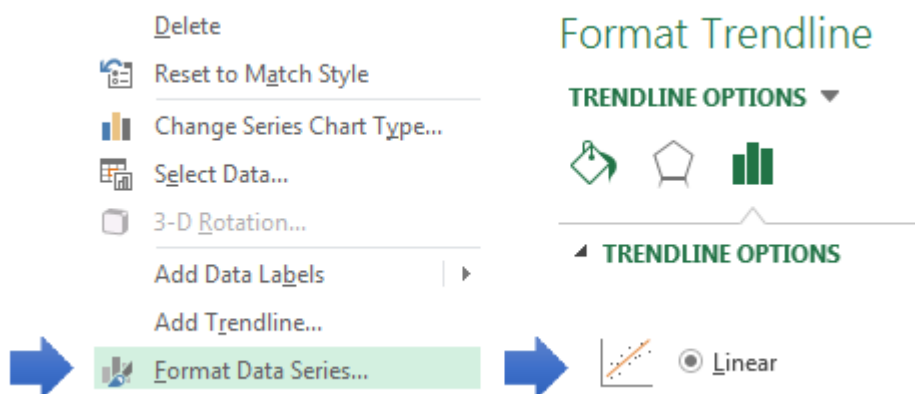 Delete
Reset to Match Style
Change Series Chart Type...
Select Data...
3-D Rotation...
Add Data Labels
Add Trendline...
Format Data Series...
Format Trendline
TRENDLINE OPTIONS
TRENDLINE OPTIONS
Linear